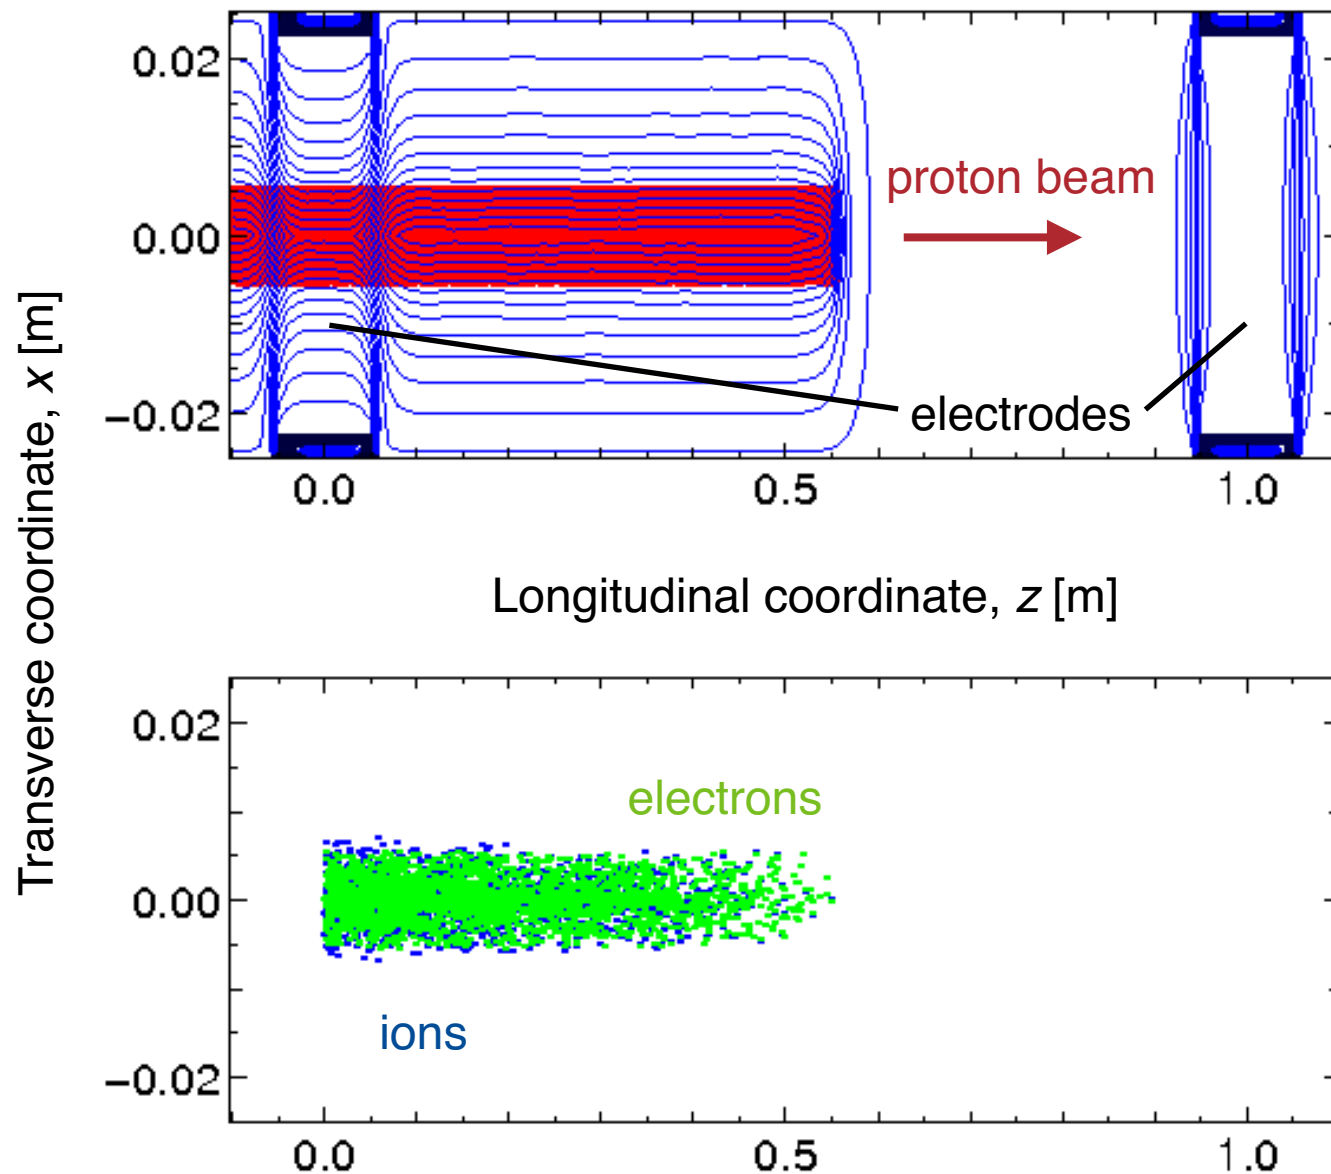 0.02
0.00
−0.02
proton beam
electrodes
0.0 0.5 1.0
Longitudinal coordinate, z [m]
Transverse coordinate, x [m]
0.02
0.00
−0.02
electrons
ions
0.0 0.5 1.0